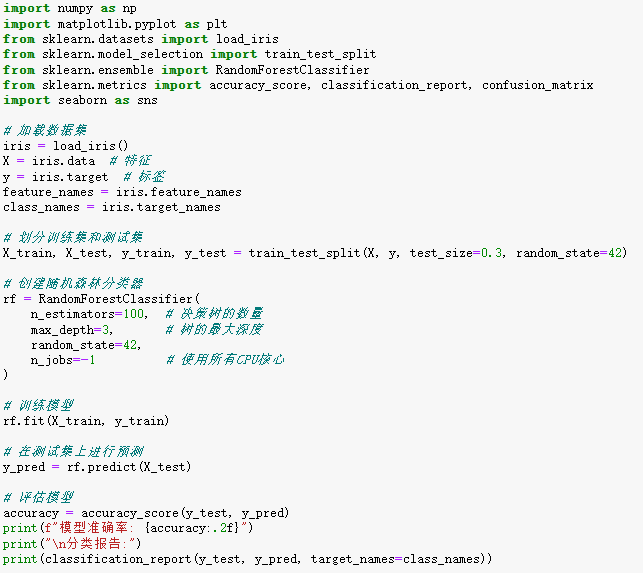 import numpy as np
import matplotlib.pyplot as plt
from sklearn.datasets import load_iris
from sklearn.model_selection import train_test_split
from sklearn.ensemble import RandomForestClassifier
from sklearn.metrics import accuracy_score, classification_report, confusion_matrix
import seaborn as sns

# 加载数据集
iris = load_iris()
X = iris.data  # 特征
y = iris.target  # 标签
feature_names = iris.feature_names
class_names = iris.target_names

# 划分训练集和测试集
X_train, X_test, y_train, y_test = train_test_split(X, y, test_size=0.3, random_state=42)

# 创建随机森林分类器
rf = RandomForestClassifier(
    n_estimators=100,  # 决策树的数量
    max_depth=3,       # 树的最大深度
    random_state=42,
    n_jobs=-1          # 使用所有CPU核心
)

# 训练模型
rf.fit(X_train, y_train)

# 在测试集上进行预测
y_pred = rf.predict(X_test)

# 评估模型
accuracy = accuracy_score(y_test, y_pred)
print(f"模型准确率: {accuracy:.2f}")
print("\n分类报告:")
print(classification_report(y_test, y_pred, target_names=class_names))